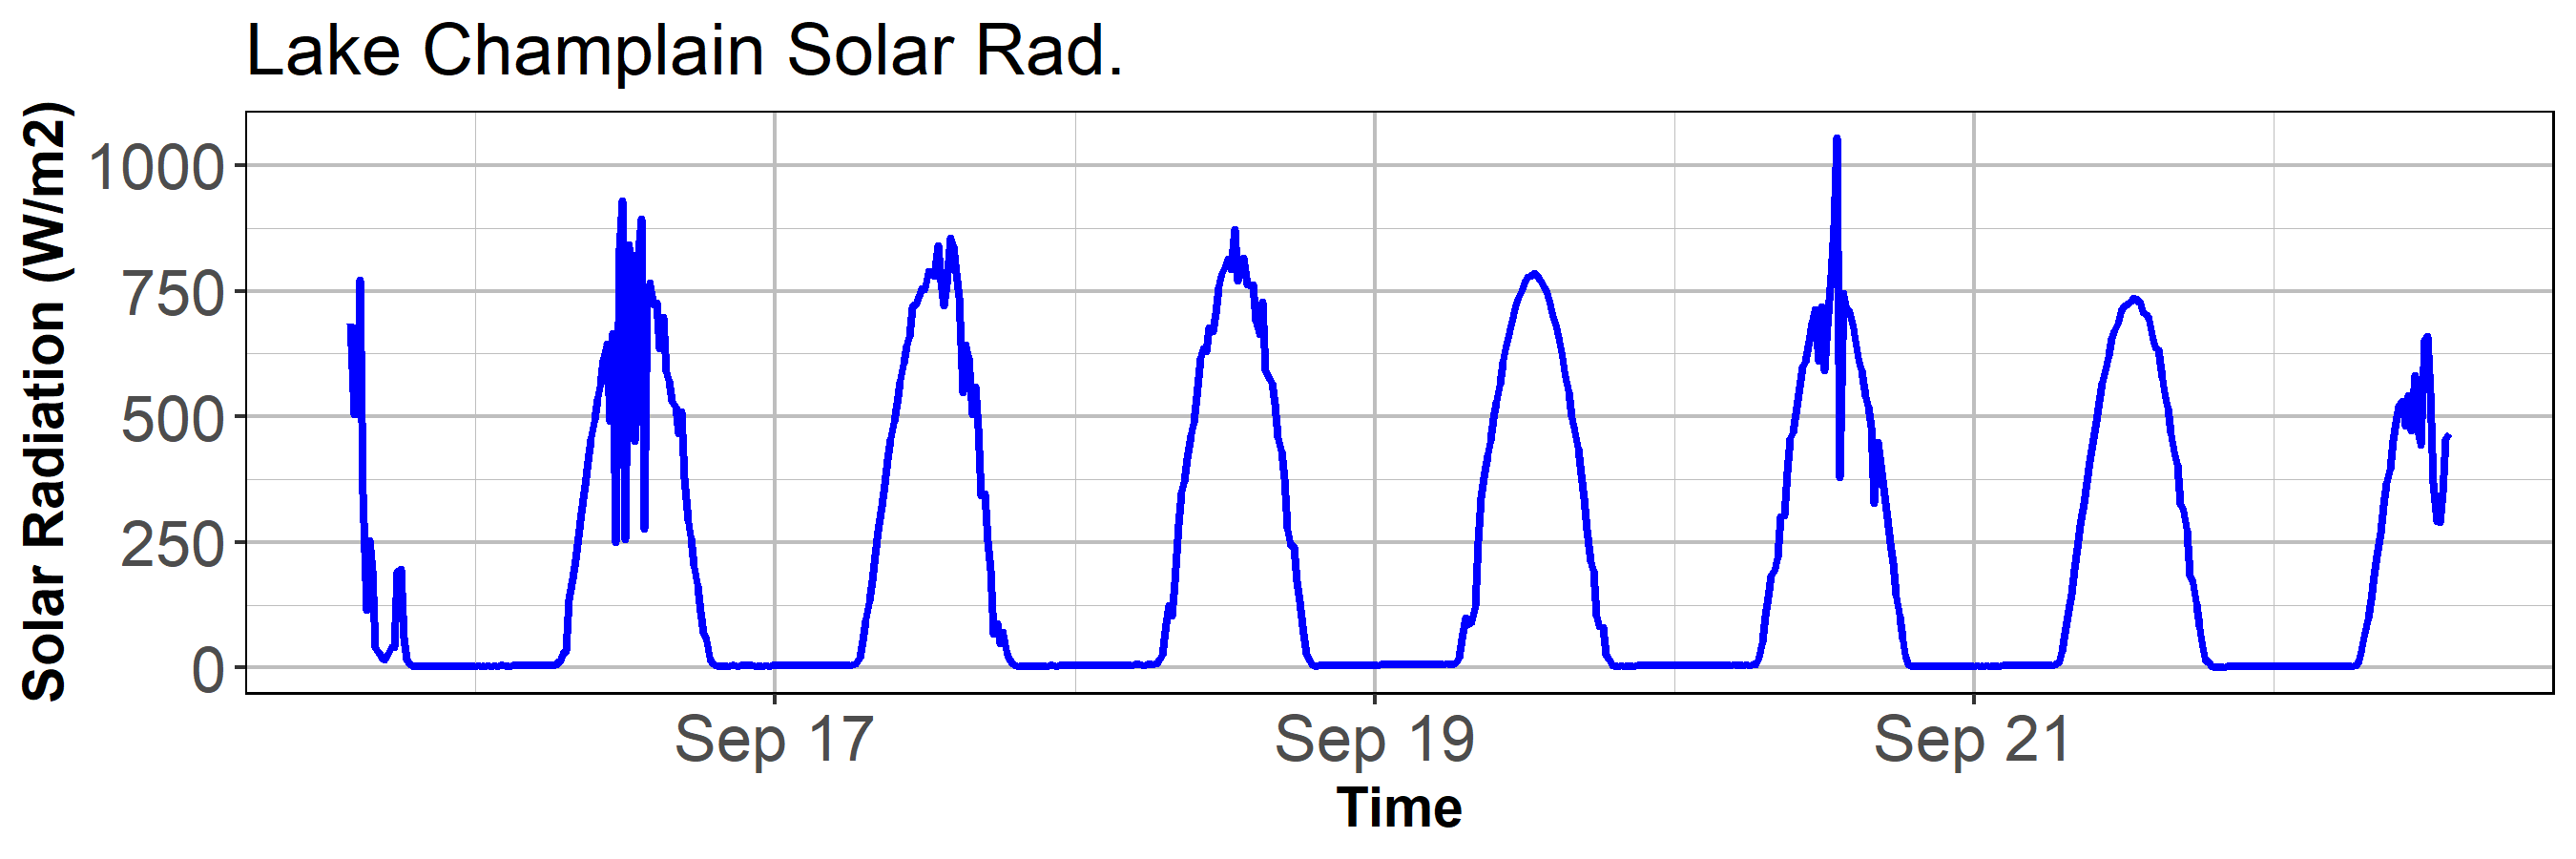 Lake Champlain Solar Rad.
Solar Radiation (W/m2)
1000
750
500
250
0
Sep 17
Sep 19
Sep 21
Time